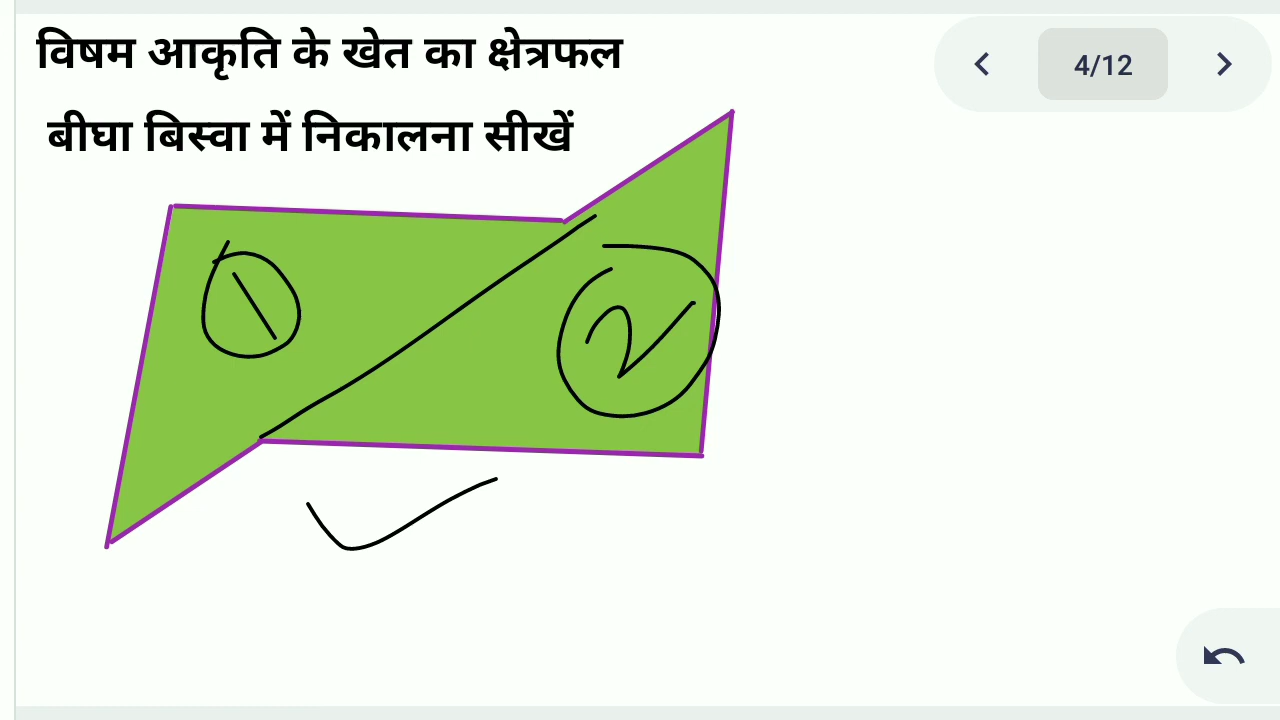 विषम आकृति के खेत का क्षेत्रफल
4/12
बीघा बिस्वा में निकालना सीखें
1
2